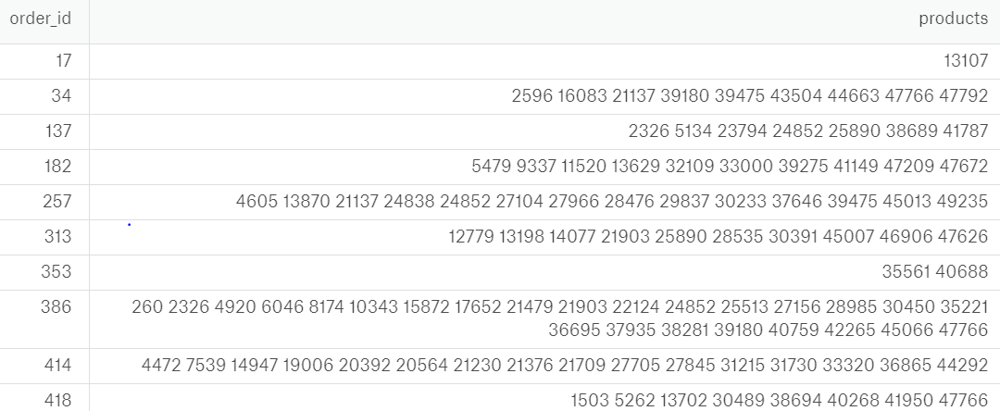 order_id products
17 13107
34 2596 16083 21137 39180 39475 43504 44663 47766 47792
137 2326 5134 23794 24852 25890 38689 41787
182 5479 9337 11520 13629 32109 33000 39275 41149 47209 47672
257 4605 13870 21137 24838 24852 27104 27966 28476 29837 30233 37646 39475 45013 49235
313 12779 13198 14077 21903 25890 28535 30391 45007 46906 47626
353 35561 40688
386 260 2326 4920 6046 8174 10343 15872 17652 21479 21903 22124 24852 25513 27156 28985 30450 35221
36695 37935 38281 39180 40759 42265 45066 47766
414 4472 7539 14947 19006 20392 20564 21230 21376 21709 27705 27845 31215 31730 33320 36865 44292
418 1503 5262 13702 30489 38694 40268 41950 47766